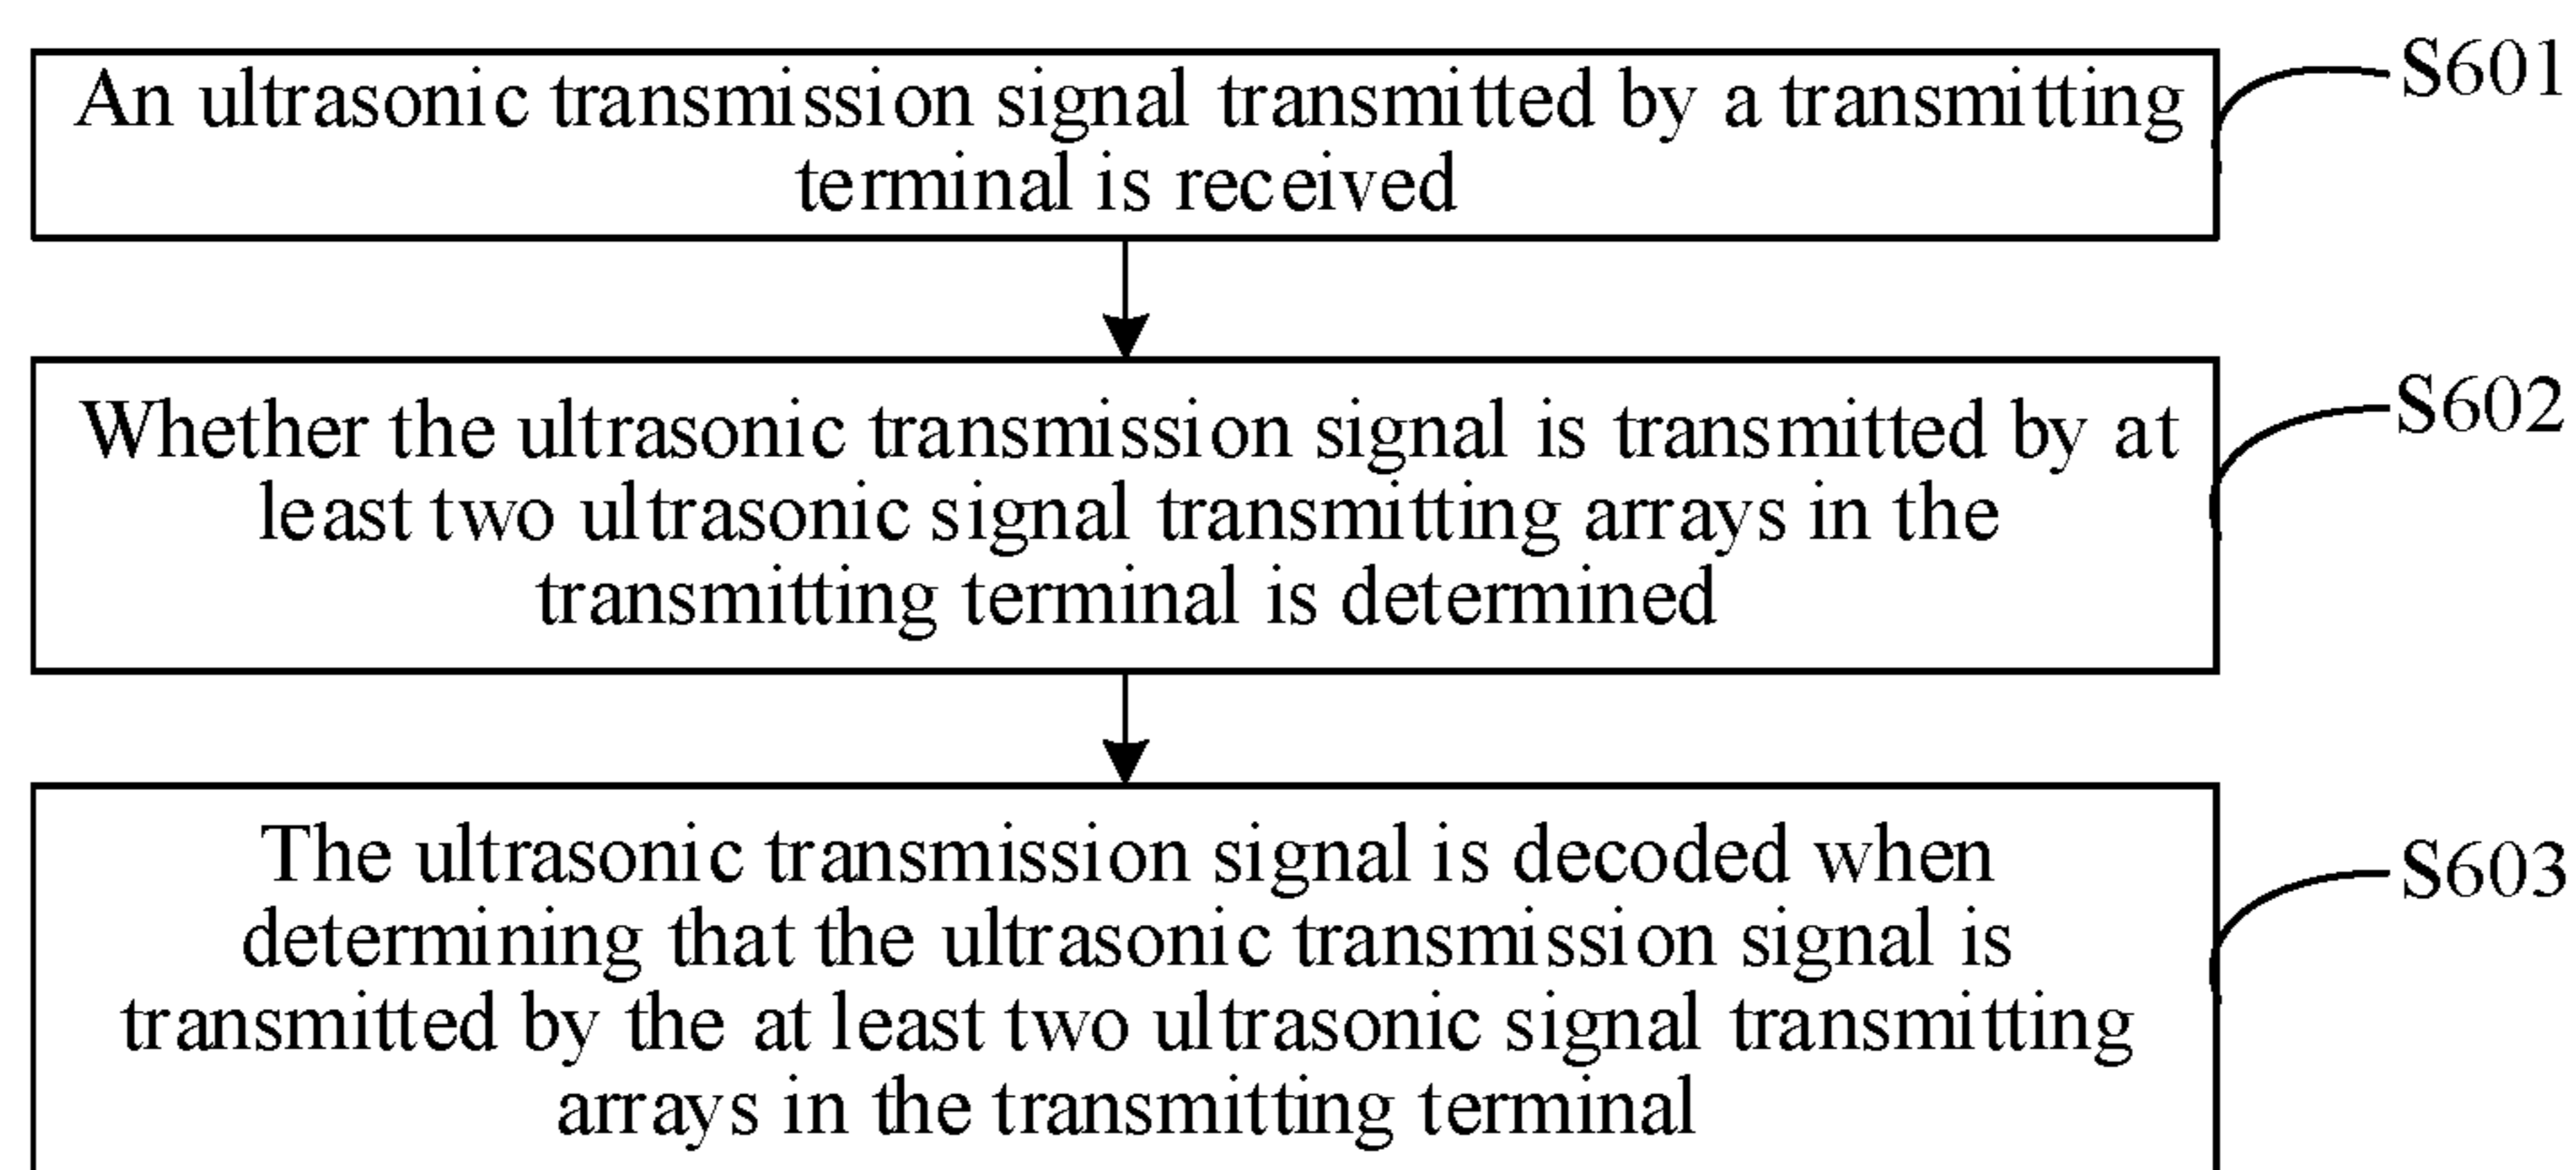 An ultrasonic transmission signal transmitted by a transmitting
terminal is received
S601
Whether the ultrasonic transmission signal is transmitted by at
least two ultrasonic signal transmitting arrays in the
transmitting terminal is determined
S602
The ultrasonic transmission signal is decoded when
determining that the ultrasonic transmission signal is
transmitted by the at least two ultrasonic signal transmitting
arrays in the transmitting terminal
S603